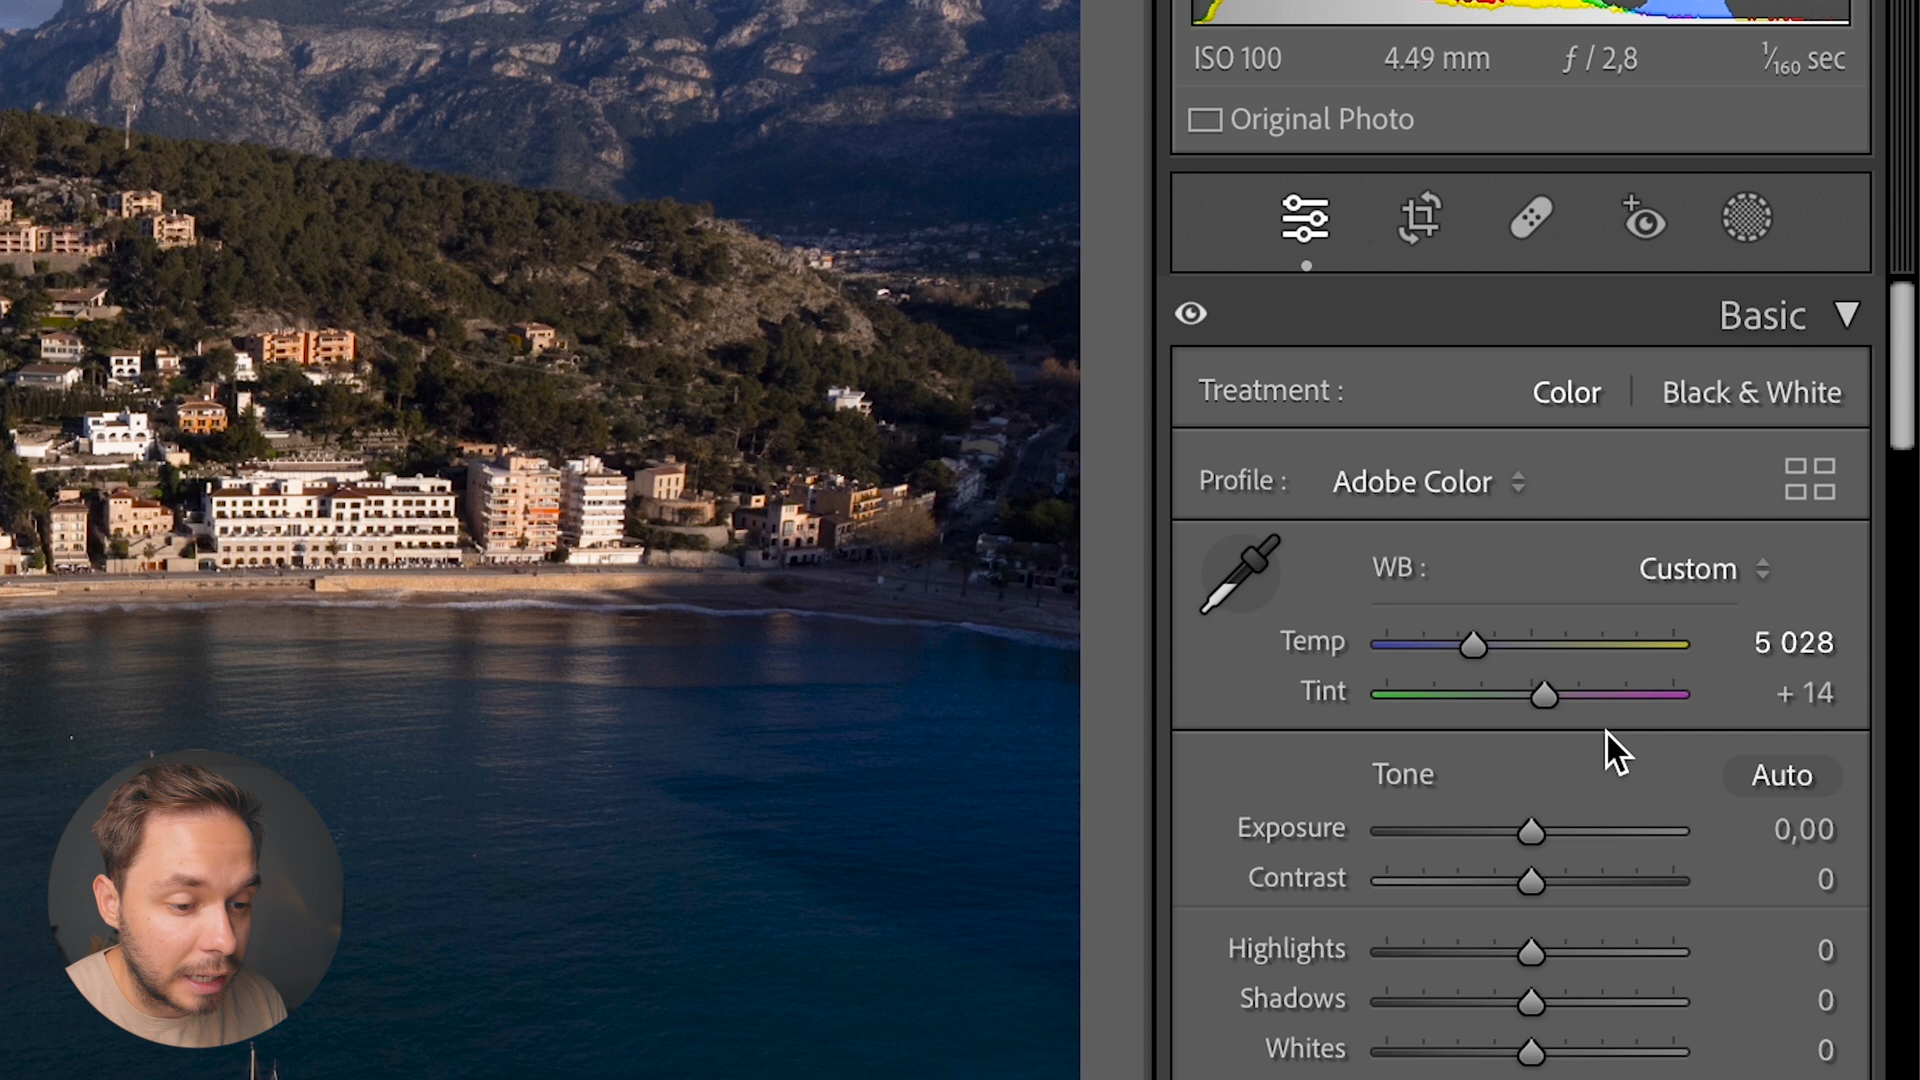 ISO 100 4.49 mm ƒ / 2,8 1/160 sec
Original Photo
Basic
Treatment : Color Black & White
Profile : Adobe Color
WB : Custom
Temp 5 028
Tint + 14
Tone Auto
Exposure 0,00
Contrast 0
Highlights 0
Shadows 0
Whites 0